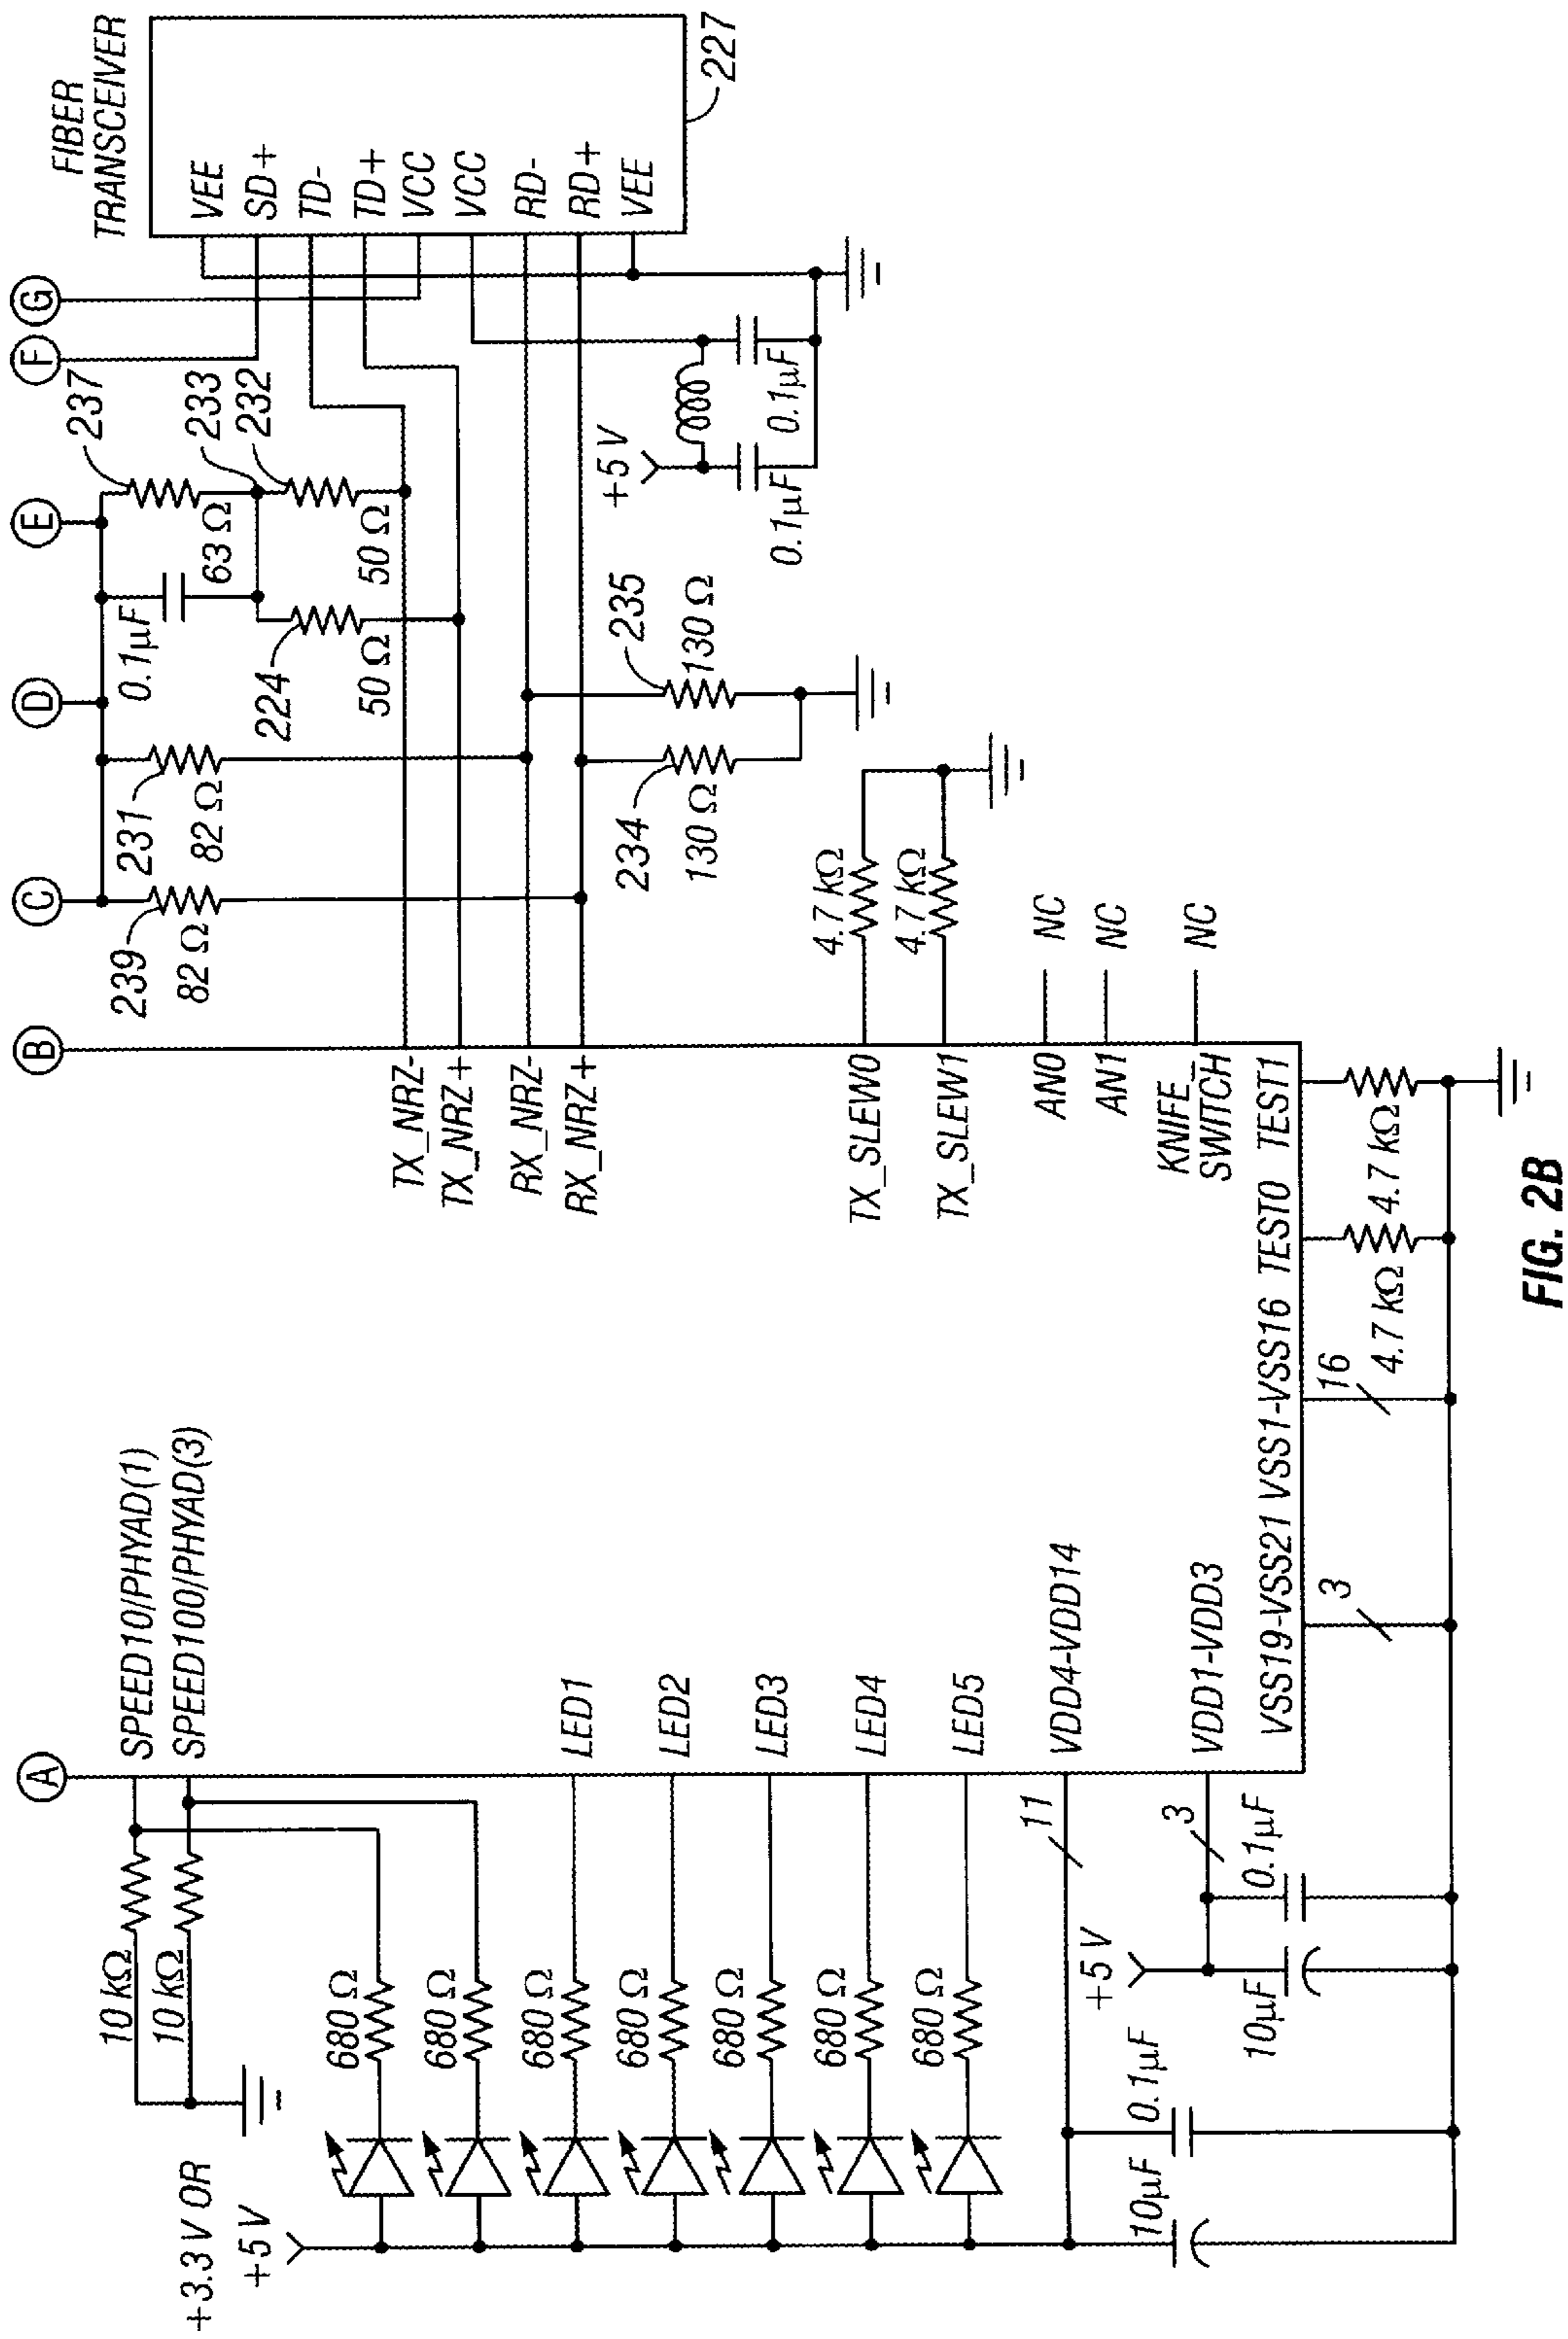 A
B
C
D
E
F
G
FIBER
TRANSCEIVER
227
VEE
SD+
TD-
TD+
VCC
VCC
RD-
RD+
VEE
SPEED10/PHYAD(1)
SPEED100/PHYAD(3)
10 kΩ
10 kΩ
+3.3 V OR
+5 V
680 Ω
680 Ω
680 Ω
680 Ω
680 Ω
680 Ω
680 Ω
LED1
LED2
LED3
LED4
LED5
VDD4-VDD14
11
VDD1-VDD3
3
+5 V
10µF
0.1µF
10µF
0.1µF
239
82 Ω
231
82 Ω
0.1µF
237
63 Ω
233
232
50 Ω
224
50 Ω
TX_NRZ-
TX_NRZ+
RX_NRZ-
RX_NRZ+
234
130 Ω
235
130 Ω
+5 V
0.1µF
0.1µF
TX_SLEW0
4.7 kΩ
TX_SLEW1
4.7 kΩ
AN0
NC
AN1
NC
KNIFE_
SWITCH
NC
VSS19-VSS21
VSS1-VSS16
TEST0
TEST1
3
16
4.7 kΩ
4.7 kΩ
FIG. 2B